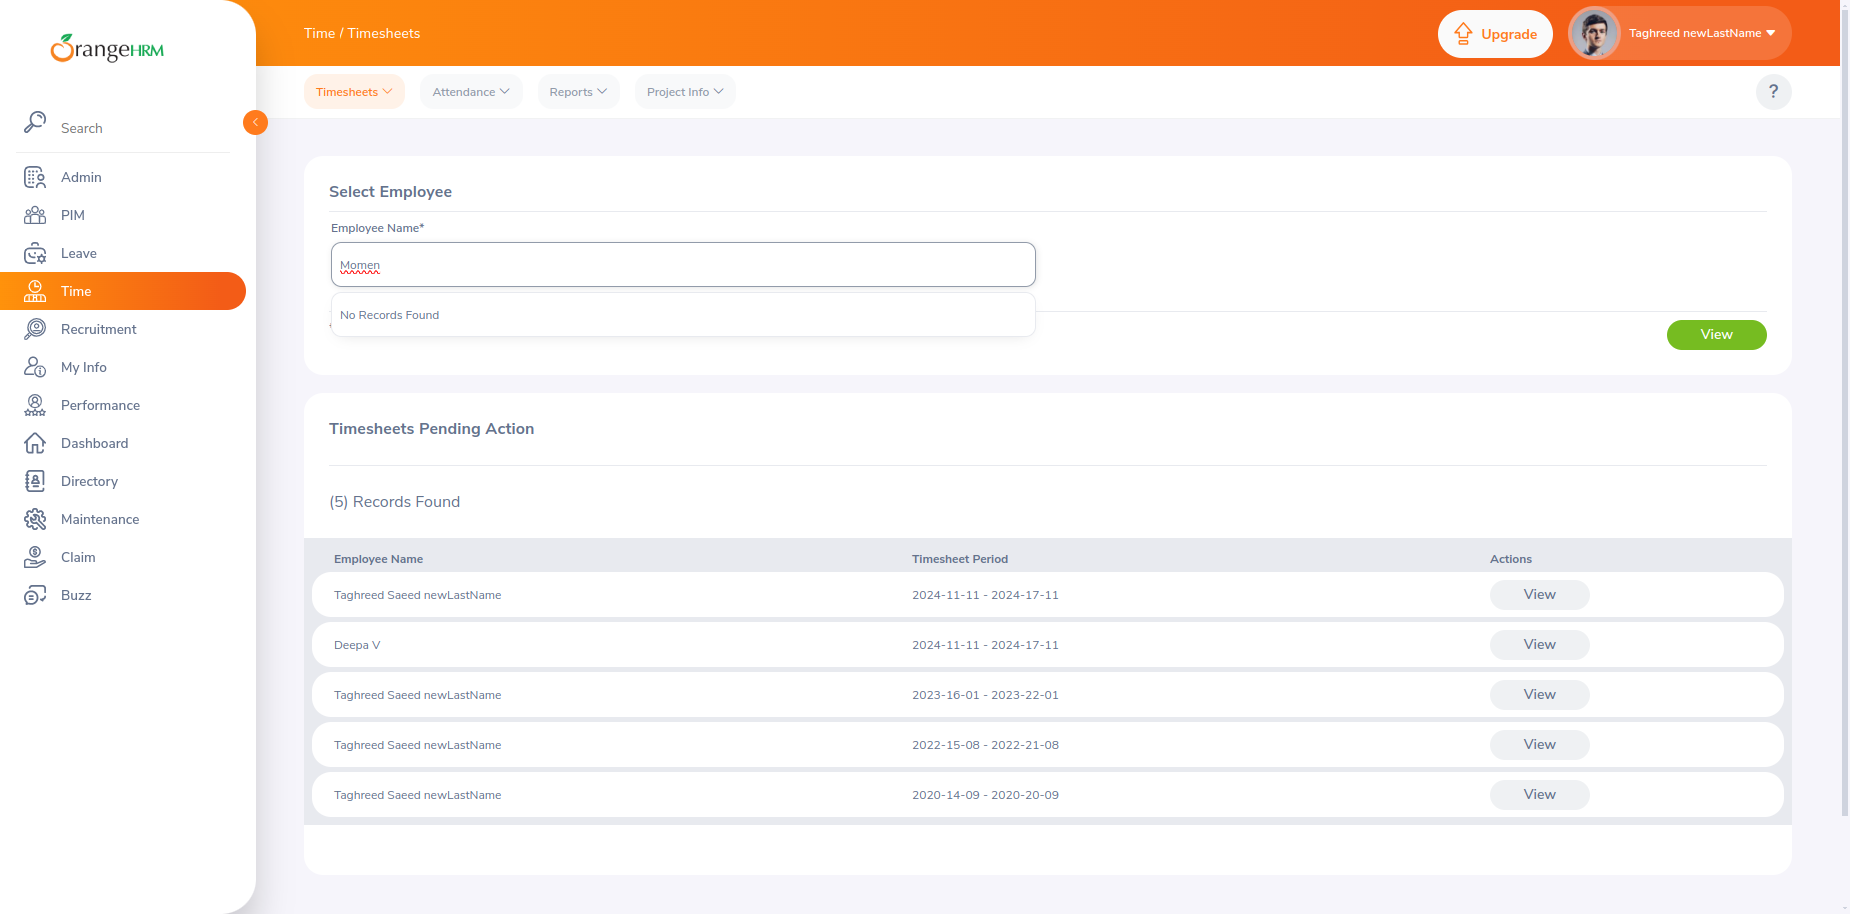 OrangeHRM
Time / Timesheets
Upgrade
Taghreed newLastName
Timesheets
Attendance
Reports
Project Info
?
Search
Admin
PIM
Leave
Time
Recruitment
My Info
Performance
Dashboard
Directory
Maintenance
Claim
Buzz
Select Employee
Employee Name*
Momen
No Records Found
View
Timesheets Pending Action
(5) Records Found
Employee Name Timesheet Period Actions
Taghreed Saeed newLastName 2024-11-11 - 2024-17-11 View
Deepa V 2024-11-11 - 2024-17-11 View
Taghreed Saeed newLastName 2023-16-01 - 2023-22-01 View
Taghreed Saeed newLastName 2022-15-08 - 2022-21-08 View
Taghreed Saeed newLastName 2020-14-09 - 2020-20-09 View